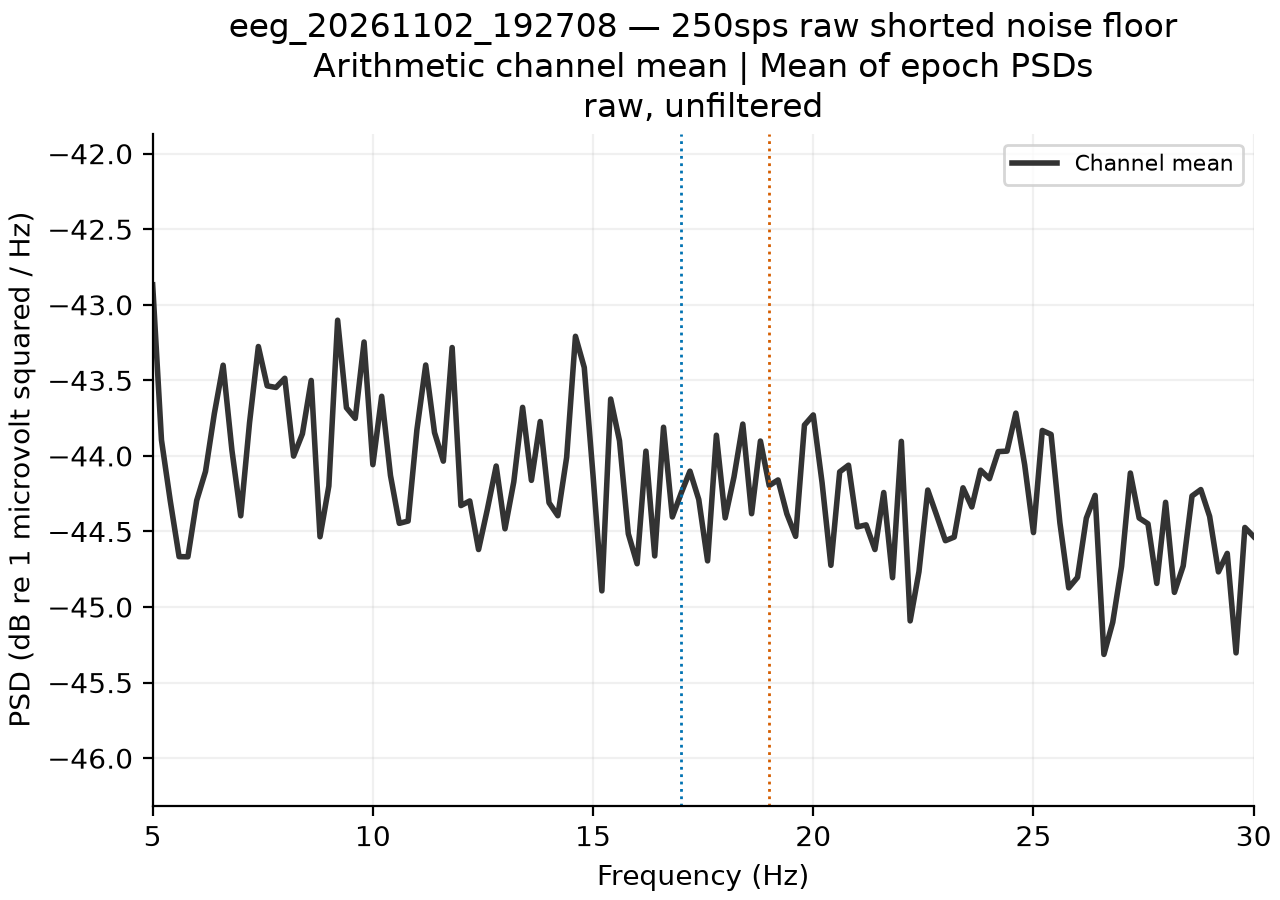 eeg_20261102_192708 — 250sps raw shorted noise floor
Arithmetic channel mean | Mean of epoch PSDs
raw, unfiltered
Channel mean
PSD (dB re 1 microvolt squared / Hz)
−42.0
−42.5
−43.0
−43.5
−44.0
−44.5
−45.0
−45.5
−46.0
5
10
15
20
25
30
Frequency (Hz)